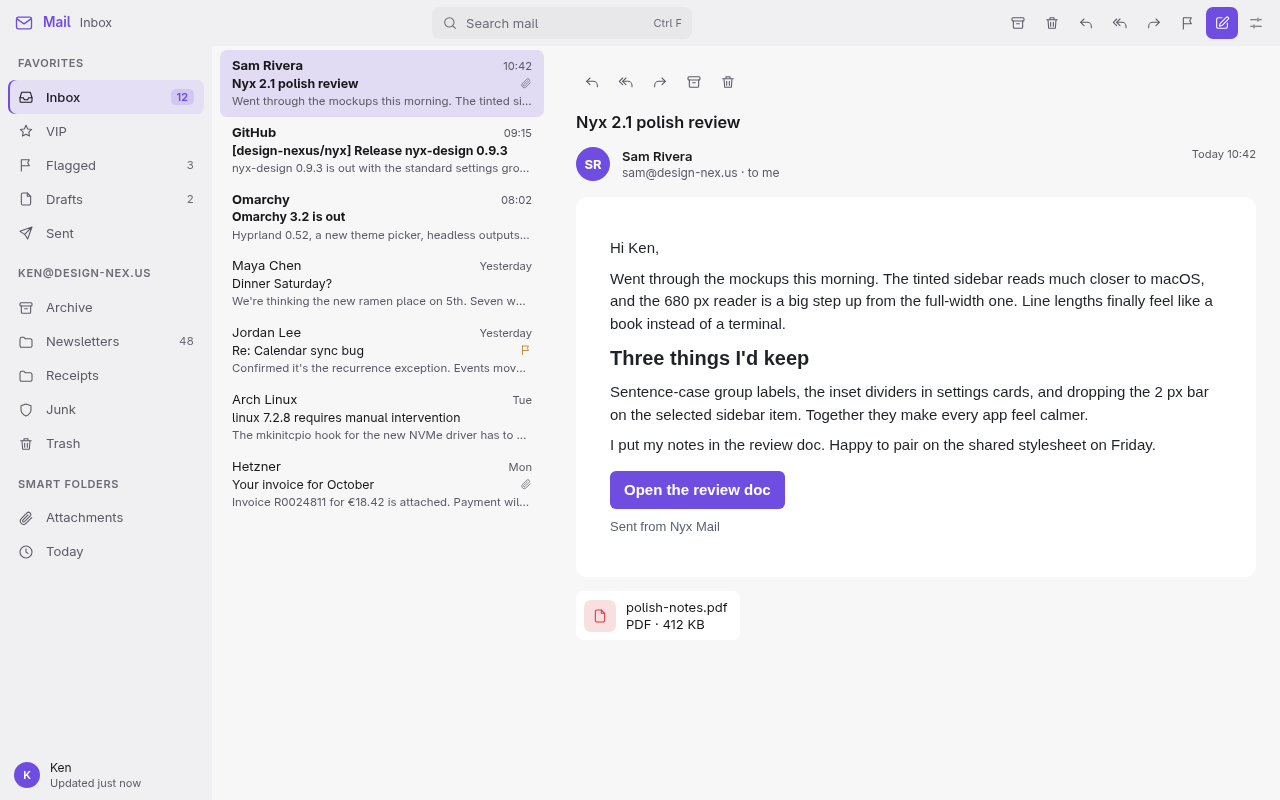 Mail Inbox
Search mail Ctrl F
FAVORITES
Inbox 12
VIP
Flagged 3
Drafts 2
Sent
KEN@DESIGN-NEX.US
Archive
Newsletters 48
Receipts
Junk
Trash
SMART FOLDERS
Attachments
Today
K
Ken
Updated just now
Sam Rivera 10:42
Nyx 2.1 polish review
Went through the mockups this morning. The tinted si...
GitHub 09:15
[design-nexus/nyx] Release nyx-design 0.9.3
nyx-design 0.9.3 is out with the standard settings gro...
Omarchy 08:02
Omarchy 3.2 is out
Hyprland 0.52, a new theme picker, headless outputs...
Maya Chen Yesterday
Dinner Saturday?
We're thinking the new ramen place on 5th. Seven w...
Jordan Lee Yesterday
Re: Calendar sync bug
Confirmed it's the recurrence exception. Events mov...
Arch Linux Tue
linux 7.2.8 requires manual intervention
The mkinitcpio hook for the new NVMe driver has to ...
Hetzner Mon
Your invoice for October
Invoice R0024811 for €18.42 is attached. Payment wil...
Nyx 2.1 polish review
SR
Sam Rivera Today 10:42
sam@design-nex.us · to me
Hi Ken,
Went through the mockups this morning. The tinted sidebar reads much closer to macOS,
and the 680 px reader is a big step up from the full-width one. Line lengths finally feel like a
book instead of a terminal.
Three things I'd keep
Sentence-case group labels, the inset dividers in settings cards, and dropping the 2 px bar
on the selected sidebar item. Together they make every app feel calmer.
I put my notes in the review doc. Happy to pair on the shared stylesheet on Friday.
Open the review doc
Sent from Nyx Mail
polish-notes.pdf
PDF · 412 KB